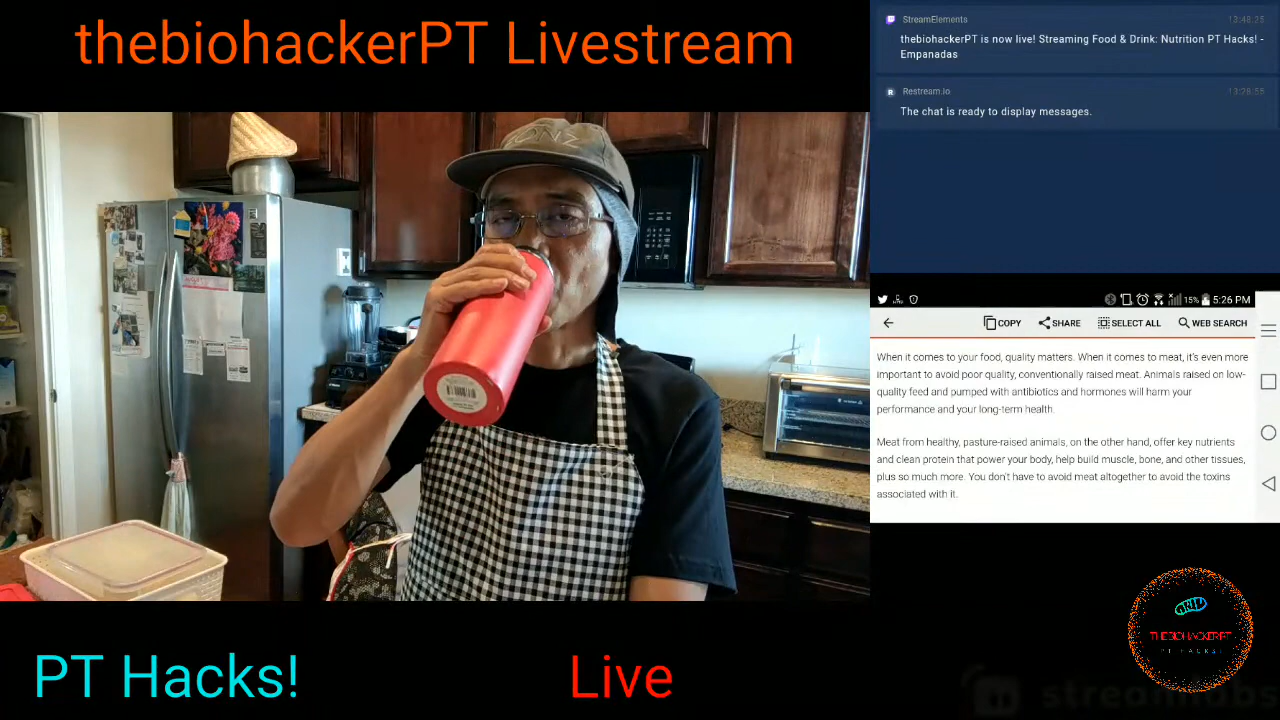 thebiohackerPT Livestream
StreamElements
13:48:25
thebiohackerPT is now live! Streaming Food & Drink: Nutrition PT Hacks! -
Empanadas
Restream.io
13:28:55
The chat is ready to display messages.
15% 5:26 PM
COPY SHARE SELECT ALL WEB SEARCH
When it comes to your food, quality matters. When it comes to meat, it's even more
important to avoid poor quality, conventionally raised meat. Animals raised on low-
quality feed and pumped with antibiotics and hormones will harm your
performance and your long-term health.
Meat from healthy, pasture-raised animals, on the other hand, offer key nutrients
and clean protein that power your body, help build muscle, bone, and other tissues,
plus so much more. You don't have to avoid meat altogether to avoid the toxins
associated with it.
THEBIOHACKERPT
PT HACKS!
PT Hacks!
Live
streamlabs